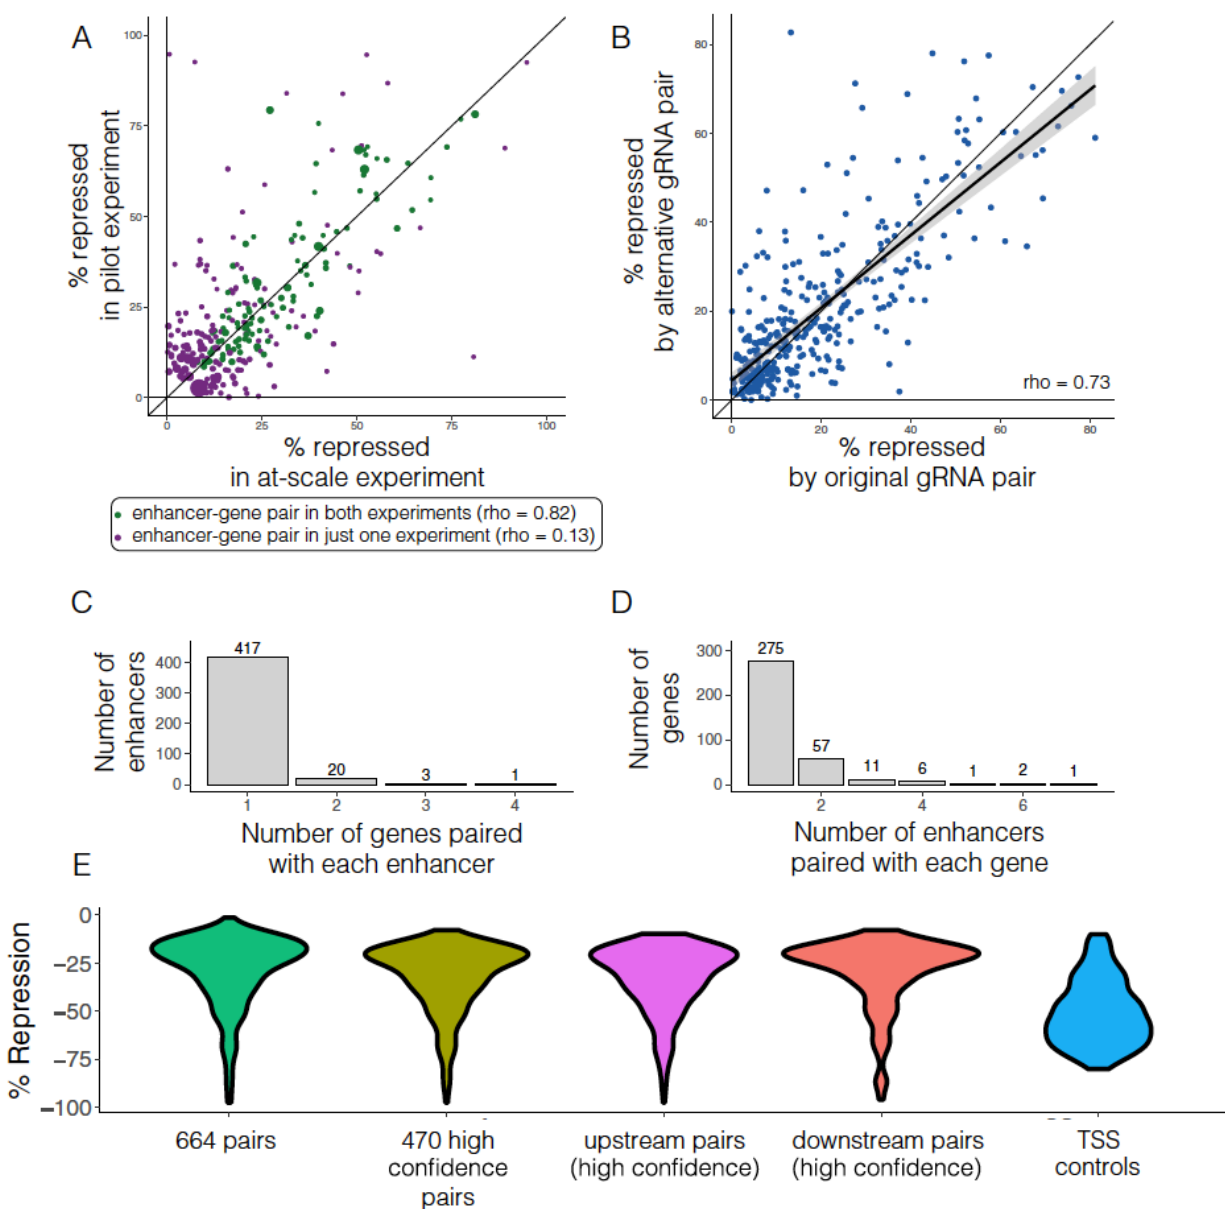 A
% repressed
in pilot experiment
100
75
50
25
0
0
25
50
75
100
% repressed
in at-scale experiment
enhancer-gene pair in both experiments (rho = 0.82)
enhancer-gene pair in just one experiment (rho = 0.13)
B
% repressed
by alternative gRNA pair
80
60
40
20
0
rho = 0.73
0
20
40
60
80
% repressed
by original gRNA pair
C
Number of
enhancers
400
300
200
100
0
417
20
3
1
1
2
3
4
Number of genes paired
with each enhancer
D
Number of
genes
300
200
100
0
275
57
11
6
1
2
1
2
4
6
Number of enhancers
paired with each gene
E
% Repression
0
−25
−50
−75
−100
664 pairs
470 high
confidence
pairs
upstream pairs
(high confidence)
downstream pairs
(high confidence)
TSS
controls